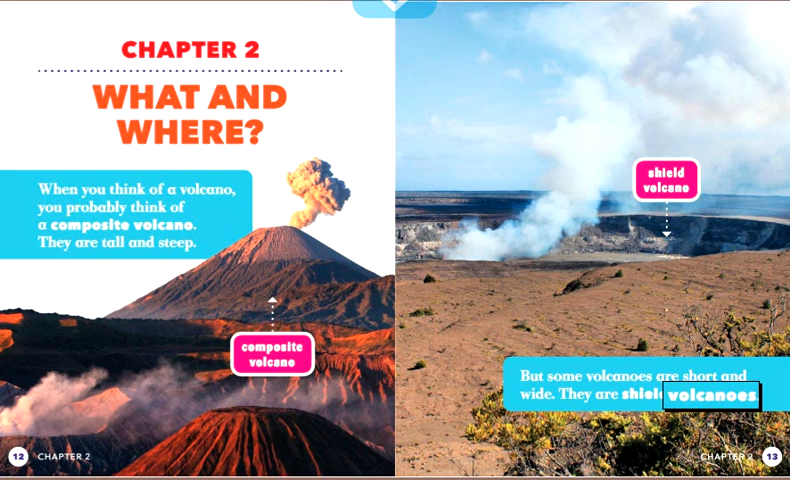 CHAPTER 2
WHAT AND
WHERE?
When you think of a volcano,
you probably think of
a composite volcano.
They are tall and steep.
composite
volcano
12 CHAPTER 2
shield
volcano
But some volcanoes are short and
wide. They are shield volcanoes.
CHAPTER 2 13